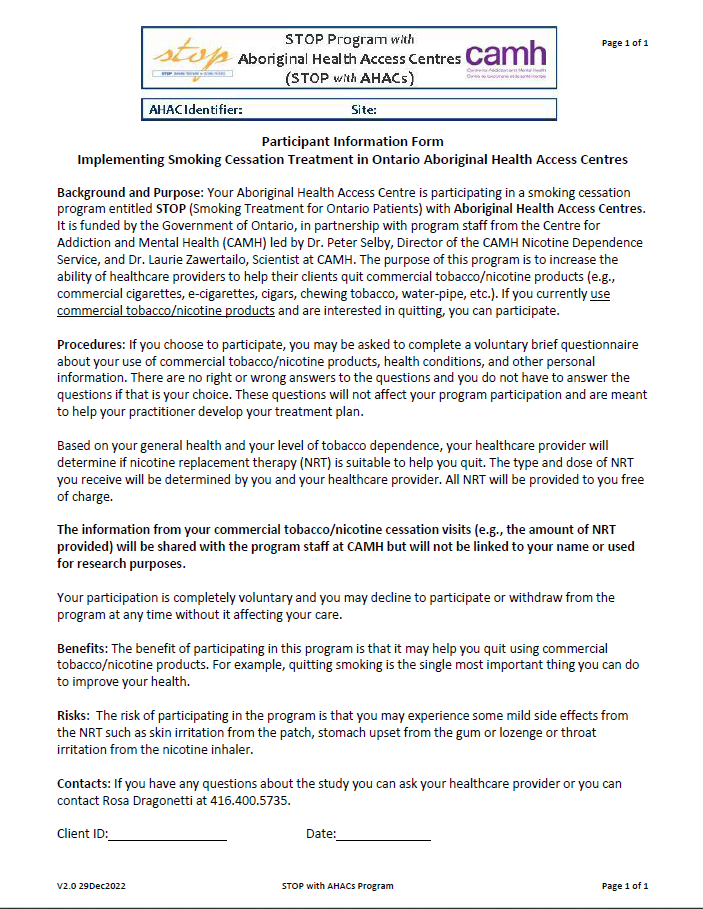 STOP Program with
Page 1 of 1
stop
Aboriginal Health Access Centres
camh
(STOP with AHACs)
Centre for Addiction and Mental Health
AHAC Identifier: Site:
Participant Information Form
Implementing Smoking Cessation Treatment in Ontario Aboriginal Health Access Centres
Background and Purpose: Your Aboriginal Health Access Centre is participating in a smoking cessation
program entitled STOP (Smoking Treatment for Ontario Patients) with Aboriginal Health Access Centres.
It is funded by the Government of Ontario, in partnership with program staff from the Centre for
Addiction and Mental Health (CAMH) led by Dr. Peter Selby, Director of the CAMH Nicotine Dependence
Service, and Dr. Laurie Zawertailo, Scientist at CAMH. The purpose of this program is to increase the
ability of healthcare providers to help their clients quit commercial tobacco/nicotine products (e.g.,
commercial cigarettes, e-cigarettes, cigars, chewing tobacco, water-pipe, etc.). If you currently use
commercial tobacco/nicotine products and are interested in quitting, you can participate.
Procedures: If you choose to participate, you may be asked to complete a voluntary brief questionnaire
about your use of commercial tobacco/nicotine products, health conditions, and other personal
information. There are no right or wrong answers to the questions and you do not have to answer the
questions if that is your choice. These questions will not affect your program participation and are meant
to help your practitioner develop your treatment plan.
Based on your general health and your level of tobacco dependence, your healthcare provider will
determine if nicotine replacement therapy (NRT) is suitable to help you quit. The type and dose of NRT
you receive will be determined by you and your healthcare provider. All NRT will be provided to you free
of charge.
The information from your commercial tobacco/nicotine cessation visits (e.g., the amount of NRT
provided) will be shared with the program staff at CAMH but will not be linked to your name or used
for research purposes.
Your participation is completely voluntary and you may decline to participate or withdraw from the
program at any time without it affecting your care.
Benefits: The benefit of participating in this program is that it may help you quit using commercial
tobacco/nicotine products. For example, quitting smoking is the single most important thing you can do
to improve your health.
Risks: The risk of participating in the program is that you may experience some mild side effects from
the NRT such as skin irritation from the patch, stomach upset from the gum or lozenge or throat
irritation from the nicotine inhaler.
Contacts: If you have any questions about the study you can ask your healthcare provider or you can
contact Rosa Dragonetti at 416.400.5735.
Client ID:__________________ Date:______________
V2.0 29Dec2022 STOP with AHACs Program Page 1 of 1